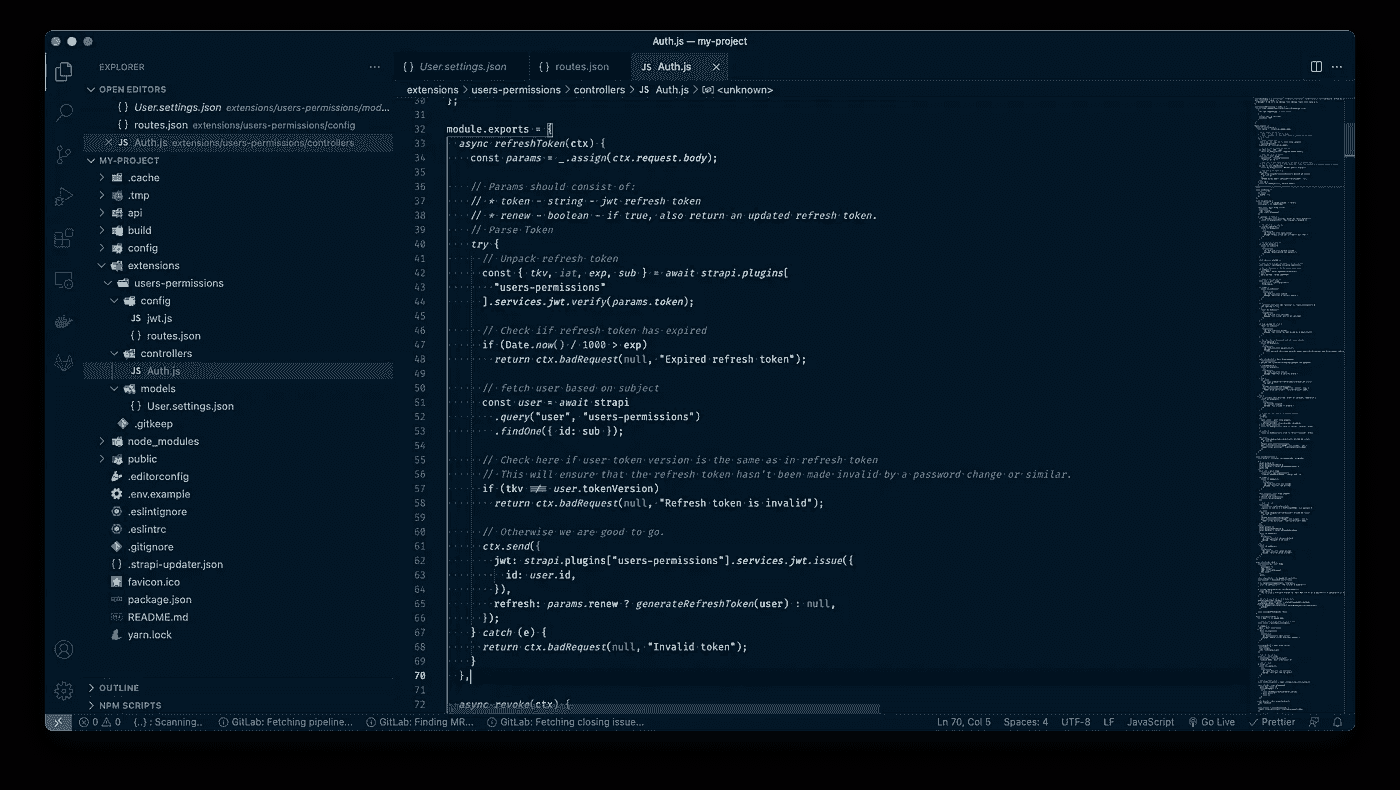 Auth.js — my-project
EXPLORER
OPEN EDITORS
User.settings.json extensions/users-permissions/mod...
routes.json extensions/users-permissions/config
Auth.js extensions/users-permissions/controllers
MY-PROJECT
.cache
.tmp
api
build
config
extensions
users-permissions
config
jwt.js
routes.json
controllers
Auth.js
models
User.settings.json
.gitkeep
node_modules
public
.editorconfig
.env.example
.eslintignore
.eslintrc
.gitignore
.strapi-updater.json
favicon.ico
package.json
README.md
yarn.lock
OUTLINE
NPM SCRIPTS
User.settings.json routes.json JS Auth.js
extensions > users-permissions > controllers > JS Auth.js > <unknown>
30 };
31
32 module.exports = {
33 async refreshToken(ctx) {
34 const params = _.assign(ctx.request.body);
35
36 // Params should consist of:
37 // * token - string - jwt refresh token
38 // * renew - boolean - if true, also return an updated refresh token.
39 // Parse Token
40 try {
41 // Unpack refresh token
42 const { tkv, iat, exp, sub } = await strapi.plugins[
43 "users-permissions"
44 ].services.jwt.verify(params.token);
45
46 // Check iif refresh token has expired
47 if (Date.now() / 1000 > exp)
48 return ctx.badRequest(null, "Expired refresh token");
49
50 // fetch user based on subject
51 const user = await strapi
52 .query("user", "users-permissions")
53 .findOne({ id: sub });
54
55 // Check here if user token version is the same as in refresh token
56 // This will ensure that the refresh token hasn't been made invalid by a password change or similar.
57 if (tkv !== user.tokenVersion)
58 return ctx.badRequest(null, "Refresh token is invalid");
59
60 // Otherwise we are good to go.
61 ctx.send({
62 jwt: strapi.plugins["users-permissions"].services.jwt.issue({
63 id: user.id,
64 }),
65 refresh: params.renew ? generateRefreshToken(user) : null,
66 });
67 } catch (e) {
68 return ctx.badRequest(null, "Invalid token");
69 }
70 },
71
72 async revoke(ctx) {
0 0 {..} : Scanning.. GitLab: Fetching pipeline... GitLab: Finding MR... GitLab: Fetching closing issue... Ln 70, Col 5 Spaces: 4 UTF-8 LF JavaScript Go Live Prettier